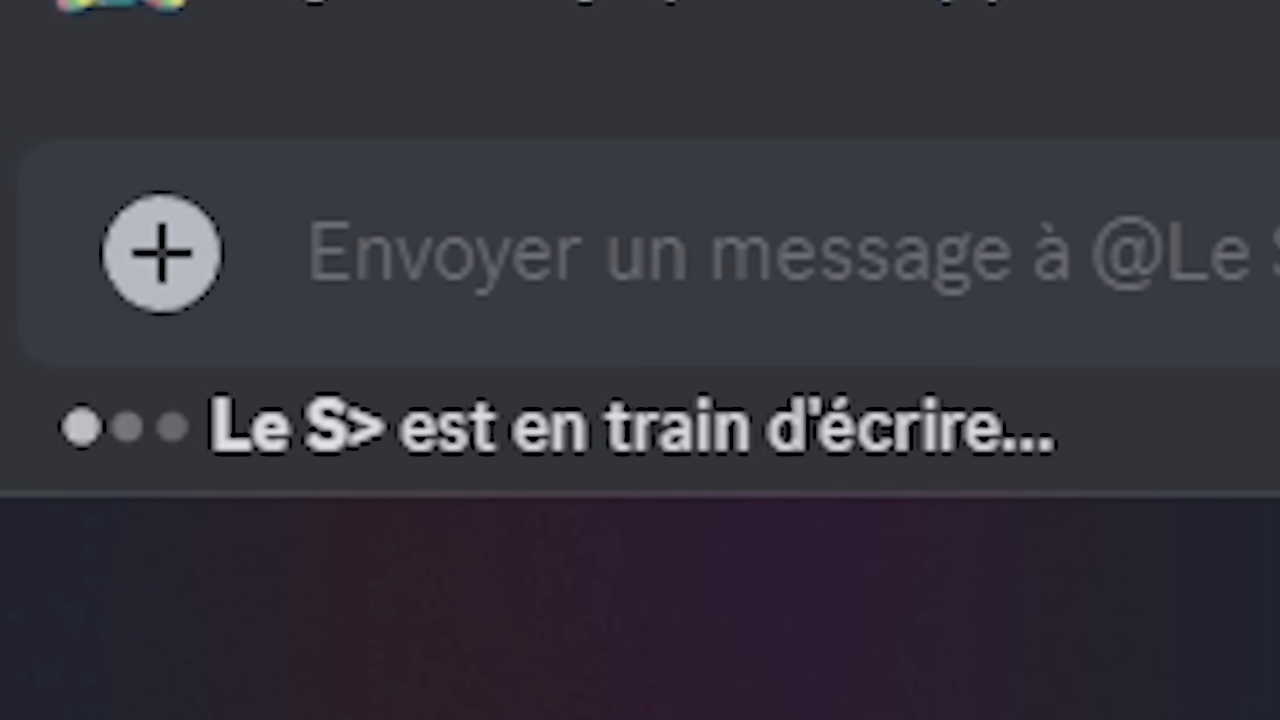 Envoyer un message à @Le S
Le S> est en train d'écrire...